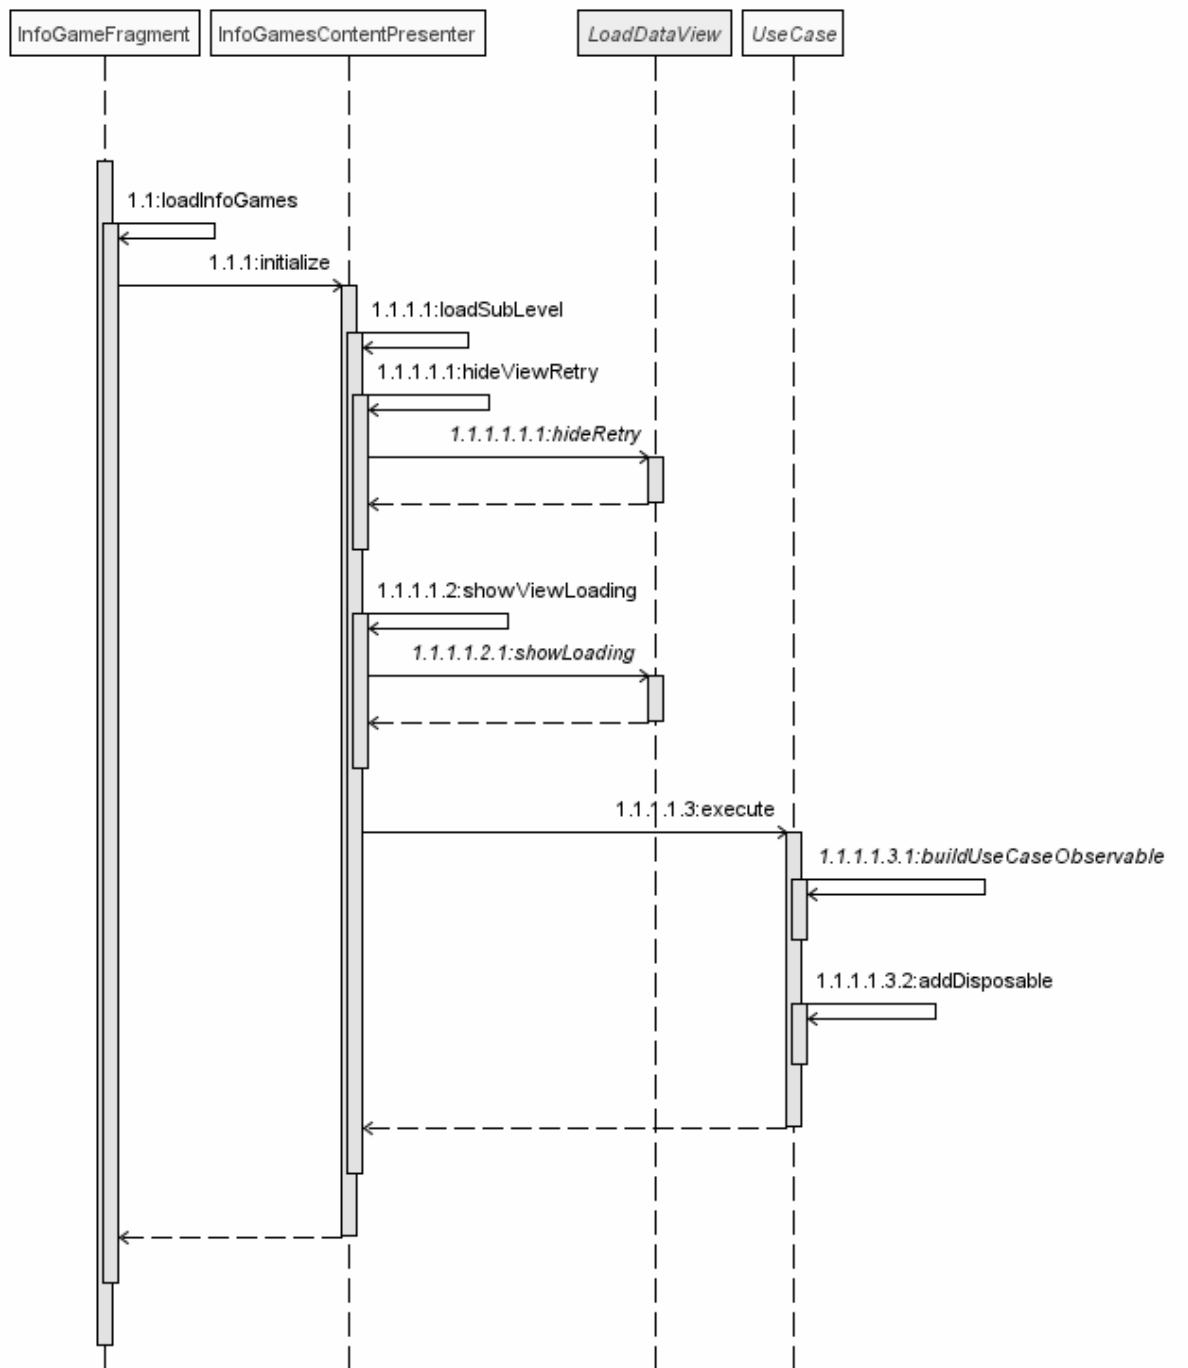 InfoGameFragment
InfoGamesContentPresenter
LoadDataView
UseCase
1.1:loadInfoGames
1.1.1:initialize
1.1.1.1:loadSubLevel
1.1.1.1.1:hideViewRetry
1.1.1.1.1.1:hideRetry
1.1.1.1.2:showViewLoading
1.1.1.1.2.1:showLoading
1.1.1.1.3:execute
1.1.1.1.3.1:buildUseCaseObservable
1.1.1.1.3.2:addDisposable